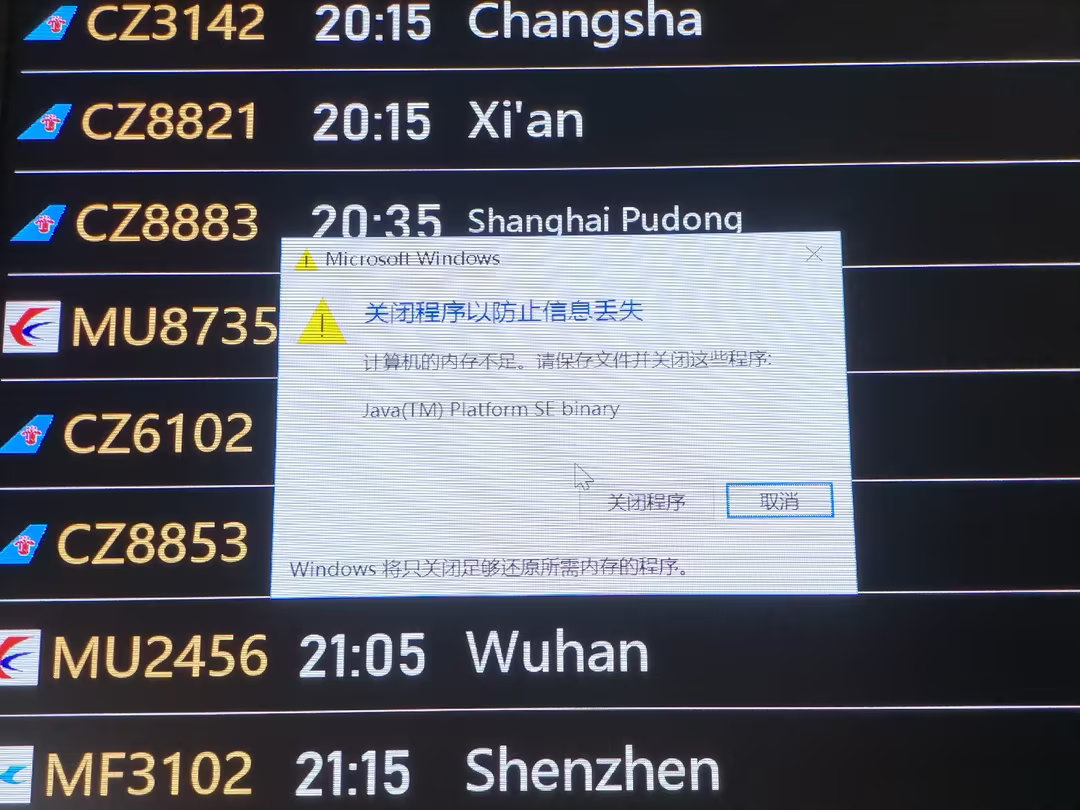 CZ3142 20:15 Changsha
CZ8821 20:15 Xi'an
CZ8883 20:35 Shanghai Pudong
Microsoft Windows
关闭程序以防止信息丢失
MU8735
计算机的内存不足。请保存文件并关闭这些程序:
Java(TM) Platform SE binary
CZ6102
关闭程序 取消
CZ8853
Windows 将只关闭足够还原所需内存的程序。
MU2456 21:05 Wuhan
MF3102 21:15 Shenzhen